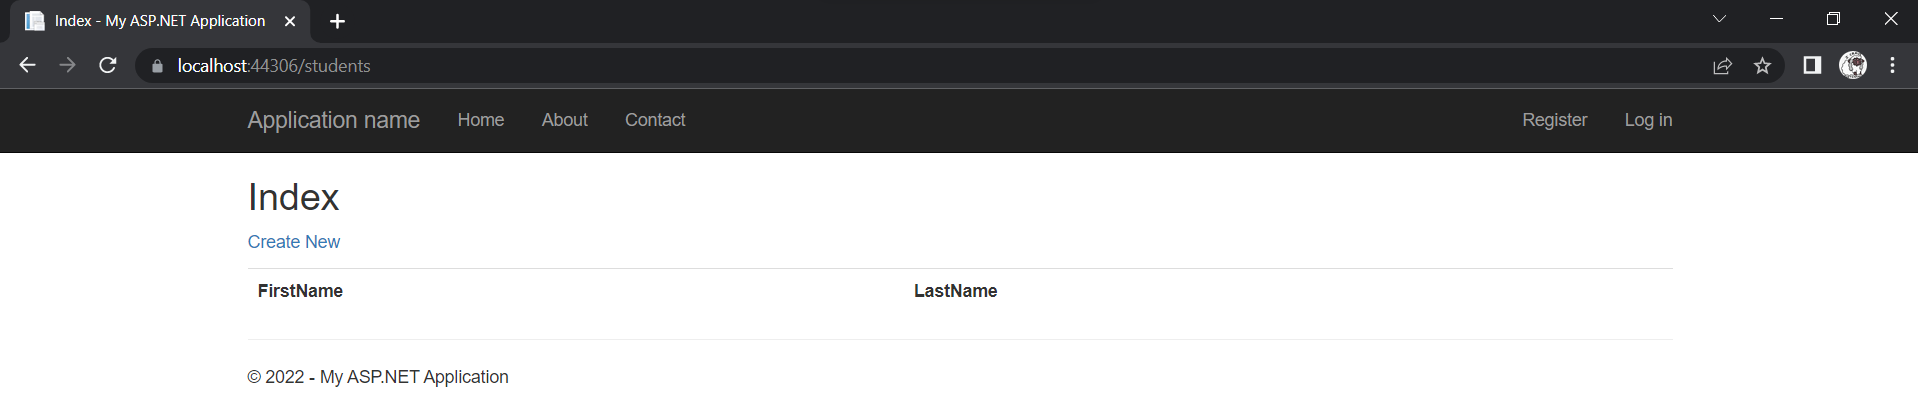 Index - My ASP.NET Application
localhost:44306/students
Application name Home About Contact Register Log in
Index
Create New
FirstName LastName
© 2022 - My ASP.NET Application